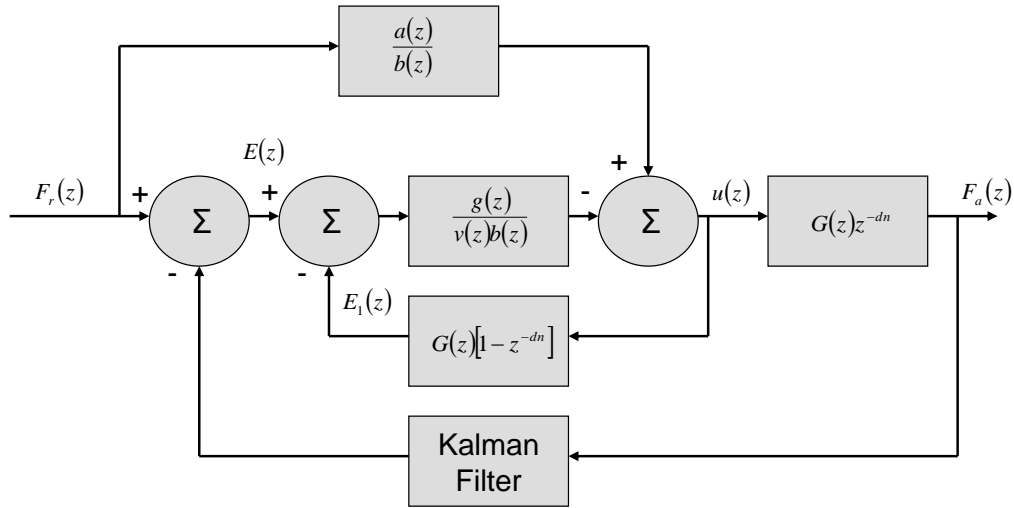 a(z)
b(z)
E(z)
F_r(z)
+
+
+
-
u(z)
F_a(z)
Σ
Σ
g(z)
v(z)b(z)
Σ
G(z)z^{-dn}
-
-
E_1(z)
G(z)[1-z^{-dn}]
Kalman
Filter